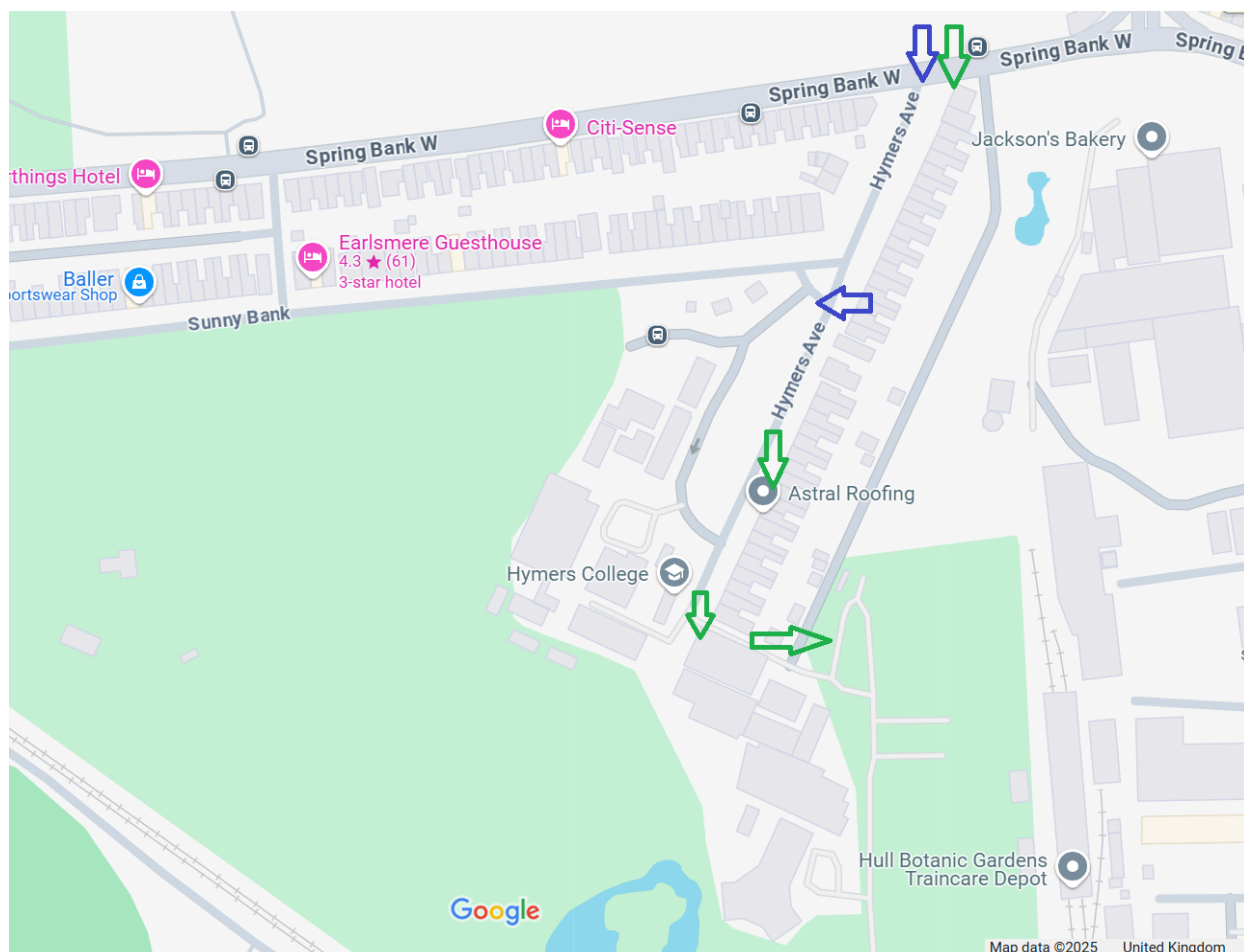 Spring Bank W
Spring B
Spring Bank W
Citi-Sense
Hymers Ave
Jackson's Bakery
Spring Bank W
rthings Hotel
Earlsmere Guesthouse
4.3 ★ (61)
3-star hotel
Baller
portswear Shop
Sunny Bank
Hymers Ave
Astral Roofing
Hymers College
Hull Botanic Gardens
Traincare Depot
Google
Map data ©2025 United Kingdom